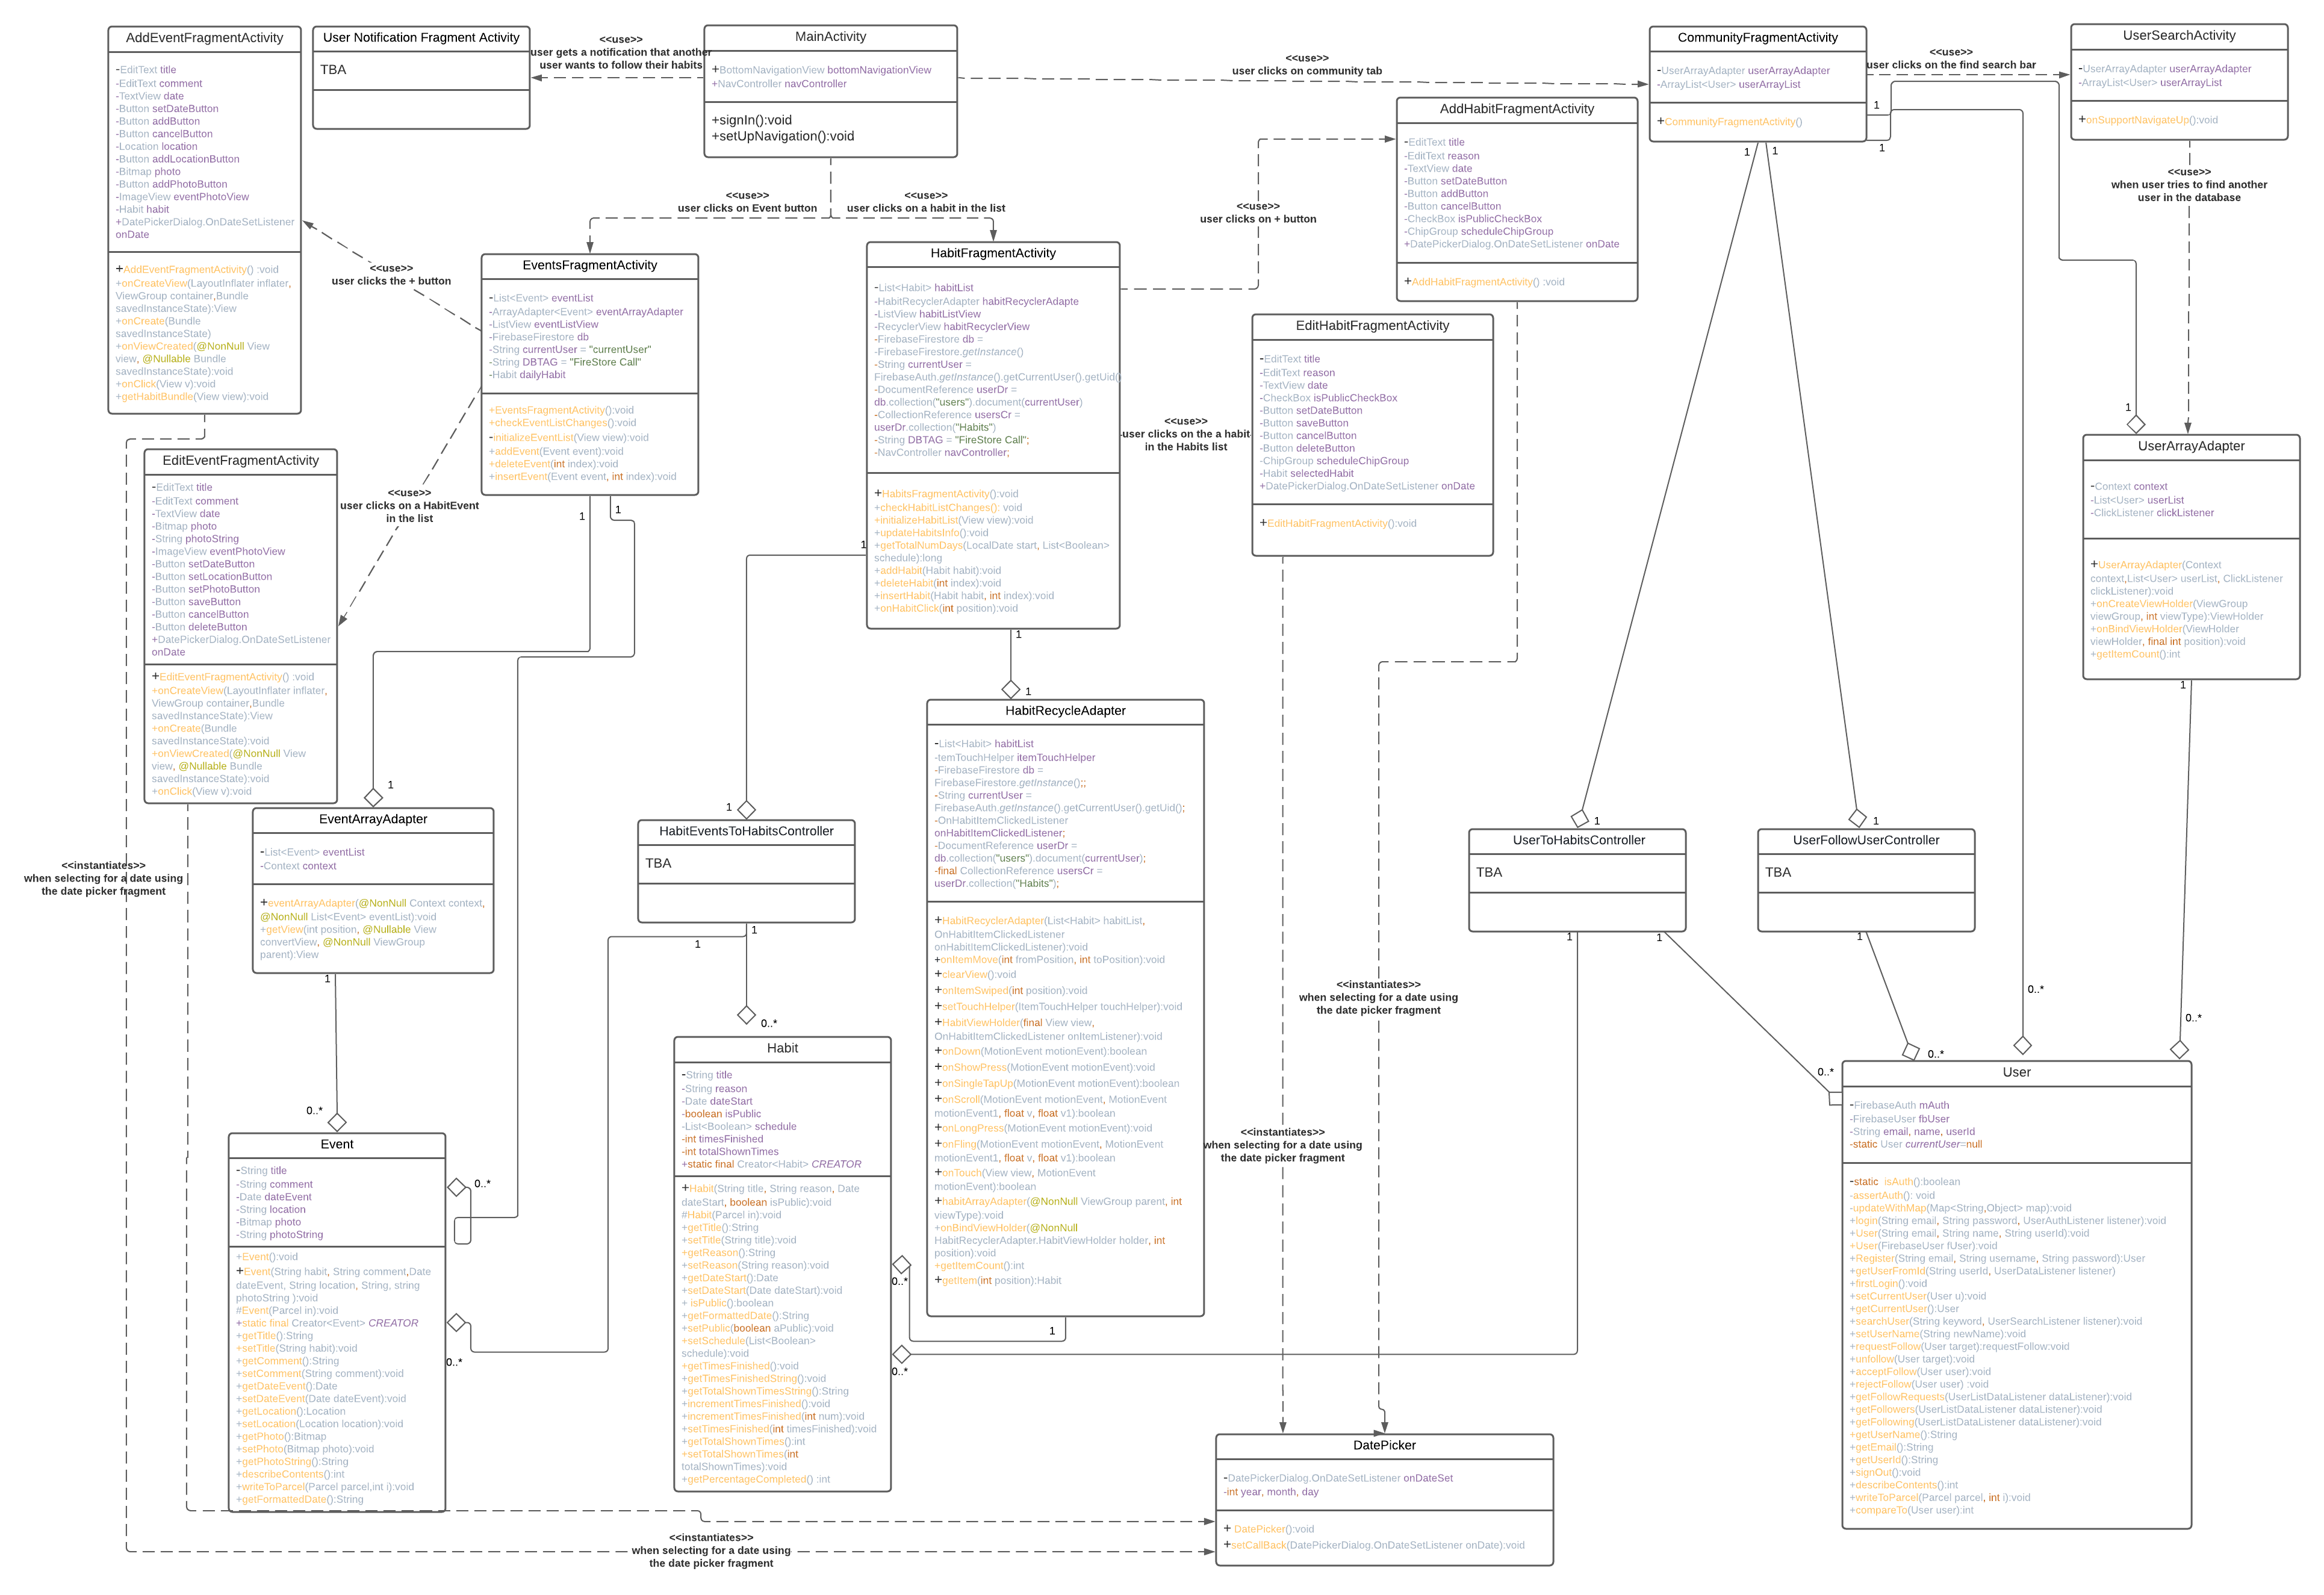 AddEventFragmentActivity
-EditText title
-EditText comment
-TextView date
-Button setDateButton
-Button addButton
-Button cancelButton
-Location location
-Button addLocationButton
-Bitmap photo
-Button addPhotoButton
-ImageView eventPhotoView
-Habit habit
+DatePickerDialog.OnDateSetListener
onDate
+AddEventFragmentActivity() :void
+onCreateView(LayoutInflater inflater,
ViewGroup container,Bundle
savedInstanceState):View
+onCreate(Bundle
savedInstanceState)
+onViewCreated(@NonNull View
view, @Nullable Bundle
savedInstanceState):void
+onClick(View v):void
+getHabitBundle(View view):void
User Notification Fragment Activity
TBA
<<use>>
user gets a notification that another
user wants to follow their habits
MainActivity
+BottomNavigationView bottomNavigationView
+NavController navController
+signIn():void
+setUpNavigation():void
<<use>>
user clicks on community tab
CommunityFragmentActivity
-UserArrayAdapter userArrayAdapter
-ArrayList<User> userArrayList
+CommunityFragmentActivity()
<<use>>
user clicks on the find search bar
UserSearchActivity
-UserArrayAdapter userArrayAdapter
-ArrayList<User> userArrayList
+onSupportNavigateUp():void
1
1
1
1
<<use>>
when user tries to find another
user in the database
AddHabitFragmentActivity
-EditText title
-EditText reason
-TextView date
-Button setDateButton
-Button addButton
-Button cancelButton
-CheckBox isPublicCheckBox
-ChipGroup scheduleChipGroup
+DatePickerDialog.OnDateSetListener onDate
+AddHabitFragmentActivity() :void
<<use>>
user clicks on Event button
<<use>>
user clicks on a habit in the list
<<use>>
user clicks on + button
<<use>>
user clicks the + button
EventsFragmentActivity
-List<Event> eventList
-ArrayAdapter<Event> eventArrayAdapter
-ListView eventListView
-FirebaseFirestore db
-String currentUser = "currentUser"
-String DBTAG = "FireStore Call"
-Habit dailyHabit
+EventsFragmentActivity():void
+checkEventListChanges():void
-initializeEventList(View view):void
+addEvent(Event event):void
+deleteEvent(int index):void
+insertEvent(Event event, int index):void
1
1
HabitFragmentActivity
-List<Habit> habitList
-HabitRecyclerAdapter habitRecyclerAdapte
-ListView habitListView
-RecyclerView habitRecyclerView
-FirebaseFirestore db =
-FirebaseFirestore.getInstance()
-String currentUser =
FirebaseAuth.getInstance().getCurrentUser().getUid()
-DocumentReference userDr =
db.collection("users").document(currentUser)
-CollectionReference usersCr =
userDr.collection("Habits")
-String DBTAG = "FireStore Call";
-NavController navController;
+HabitsFragmentActivity():void
+checkHabitListChanges(): void
+initializeHabitList(View view):void
+updateHabitsInfo():void
+getTotalNumDays(LocalDate start, List<Boolean>
schedule):long
+addHabit(Habit habit):void
+deleteHabit(int index):void
+insertHabit(Habit habit, int index):void
+onHabitClick(int position):void
1
1
1
<<use>>
user clicks on the a habit
in the Habits list
EditHabitFragmentActivity
-EditText title
-EditText reason
-TextView date
-CheckBox isPublicCheckBox
-Button setDateButton
-Button saveButton
-Button cancelButton
-Button deleteButton
-ChipGroup scheduleChipGroup
-Habit selectedHabit
+DatePickerDialog.OnDateSetListener onDate
+EditHabitFragmentActivity():void
1
UserArrayAdapter
-Context context
-List<User> userList
-ClickListener clickListener
+UserArrayAdapter(Context
context,List<User> userList, ClickListener
clickListener):void
+onCreateViewHolder(ViewGroup
viewGroup, int viewType):ViewHolder
+onBindViewHolder(ViewHolder
viewHolder, final int position):void
+getItemCount():int
1
EditEventFragmentActivity
-EditText title
-EditText comment
-TextView date
-Bitmap photo
-String photoString
-ImageView eventPhotoView
-Button setDateButton
-Button setLocationButton
-Button setPhotoButton
-Button saveButton
-Button cancelButton
-Button deleteButton
+DatePickerDialog.OnDateSetListener
onDate
+EditEventFragmentActivity() :void
+onCreateView(LayoutInflater inflater,
ViewGroup container,Bundle
savedInstanceState):View
+onCreate(Bundle
savedInstanceState):void
+onViewCreated(@NonNull View
view, @Nullable Bundle
savedInstanceState):void
+onClick(View v):void
<<use>>
user clicks on a HabitEvent
in the list
1
EventArrayAdapter
-List<Event> eventList
-Context context
+eventArrayAdapter(@NonNull Context context,
@NonNull List<Event> eventList):void
+getView(int position, @Nullable View
convertView, @NonNull ViewGroup
parent):View
1
<<instantiates>>
when selecting for a date using
the date picker fragment
1
HabitEventsToHabitsController
TBA
1
1
HabitRecycleAdapter
-List<Habit> habitList
-temTouchHelper itemTouchHelper
-FirebaseFirestore db =
FirebaseFirestore.getInstance();;
-String currentUser =
FirebaseAuth.getInstance().getCurrentUser().getUid();
-OnHabitItemClickedListener
onHabitItemClickedListener;
-DocumentReference userDr =
db.collection("users").document(currentUser);
-final CollectionReference usersCr =
userDr.collection("Habits");
+HabitRecyclerAdapter(List<Habit> habitList,
OnHabitItemClickedListener
onHabitItemClickedListener):void
+onItemMove(int fromPosition, int toPosition):void
+clearView():void
+onItemSwiped(int position):void
+setTouchHelper(ItemTouchHelper touchHelper):void
+HabitViewHolder(final View view,
OnHabitItemClickedListener onItemListener):void
+onDown(MotionEvent motionEvent):boolean
+onShowPress(MotionEvent motionEvent):void
+onSingleTapUp(MotionEvent motionEvent):boolean
+onScroll(MotionEvent motionEvent, MotionEvent
motionEvent1, float v, float v1):boolean
+onLongPress(MotionEvent motionEvent):void
+onFling(MotionEvent motionEvent, MotionEvent
motionEvent1, float v, float v1):boolean
+onTouch(View view, MotionEvent
motionEvent):boolean
+habitArrayAdapter(@NonNull ViewGroup parent, int
viewType):void
+onBindViewHolder(@NonNull
HabitRecyclerAdapter.HabitViewHolder holder, int
position):void
+getItemCount():int
+getItem(int position):Habit
1
1
UserToHabitsController
TBA
1
1
1
UserFollowUserController
TBA
1
<<instantiates>>
when selecting for a date using
the date picker fragment
<<instantiates>>
when selecting for a date using
the date picker fragment
0..*
0..*
0..*
0..*
0..*
0..*
Event
-String title
-String comment
-Date dateEvent
-String location
-Bitmap photo
-String photoString
+Event():void
+Event(String habit, String comment,Date
dateEvent, String location, String, string
photoString ):void
#Event(Parcel in):void
+static final Creator<Event> CREATOR
+getTitle():String
+setTitle(String habit):void
+getComment():String
+setComment(String comment):void
+getDateEvent():Date
+setDateEvent(Date dateEvent):void
+getLocation():Location
+setLocation(Location location):void
+getPhoto():Bitmap
+setPhoto(Bitmap photo):void
+getPhotoString():String
+describeContents():int
+writeToParcel(Parcel parcel,int i):void
+getFormattedDate():String
0..*
0..*
Habit
-String title
-String reason
-Date dateStart
-boolean isPublic
-List<Boolean> schedule
-int timesFinished
-int totalShownTimes
+static final Creator<Habit> CREATOR
+Habit(String title, String reason, Date
dateStart, boolean isPublic):void
#Habit(Parcel in):void
+getTitle():String
+setTitle(String title):void
+getReason():String
+setReason(String reason):void
+getDateStart():Date
+setDateStart(Date dateStart):void
+ isPublic():boolean
+getFormattedDate():String
+setPublic(boolean aPublic):void
+setSchedule(List<Boolean>
schedule):void
+getTimesFinished():void
+getTimesFinishedString():void
+getTotalShownTimesString():String
+incrementTimesFinished():void
+incrementTimesFinished(int num):void
+setTimesFinished(int timesFinished):void
+getTotalShownTimes():int
+setTotalShownTimes(int
totalShownTimes):void
+getPercentageCompleted() :int
0..*
0..*
User
-FirebaseAuth mAuth
-FirebaseUser fbUser
-String email, name, userId
-static User currentUser=null
-static  isAuth():boolean
-assertAuth(): void
-updateWithMap(Map<String,Object> map):void
+login(String email, String password, UserAuthListener listener):void
+User(String email, String name, String userId):void
+User(FirebaseUser fUser):void
+Register(String email, String username, String password):User
+getUserFromId(String userId, UserDataListener listener)
+firstLogin():void
+setCurrentUser(User u):void
+getCurrentUser():User
+searchUser(String keyword, UserSearchListener listener):void
+setUserName(String newName):void
+requestFollow(User target):requestFollow:void
+unfollow(User target):void
+acceptFollow(User user):void
+rejectFollow(User user) :void
+getFollowRequests(UserListDataListener dataListener):void
+getFollowers(UserListDataListener dataListener):void
+getFollowing(UserListDataListener dataListener):void
+getUserName():String
+getEmail():String
+getUserId():String
+signOut():void
+describeContents():int
+writeToParcel(Parcel parcel, int i):void
+compareTo(User user):int
DatePicker
-DatePickerDialog.OnDateSetListener onDateSet
-int year, month, day
+ DatePicker():void
+setCallBack(DatePickerDialog.OnDateSetListener onDate):void
<<instantiates>>
when selecting for a date using
the date picker fragment